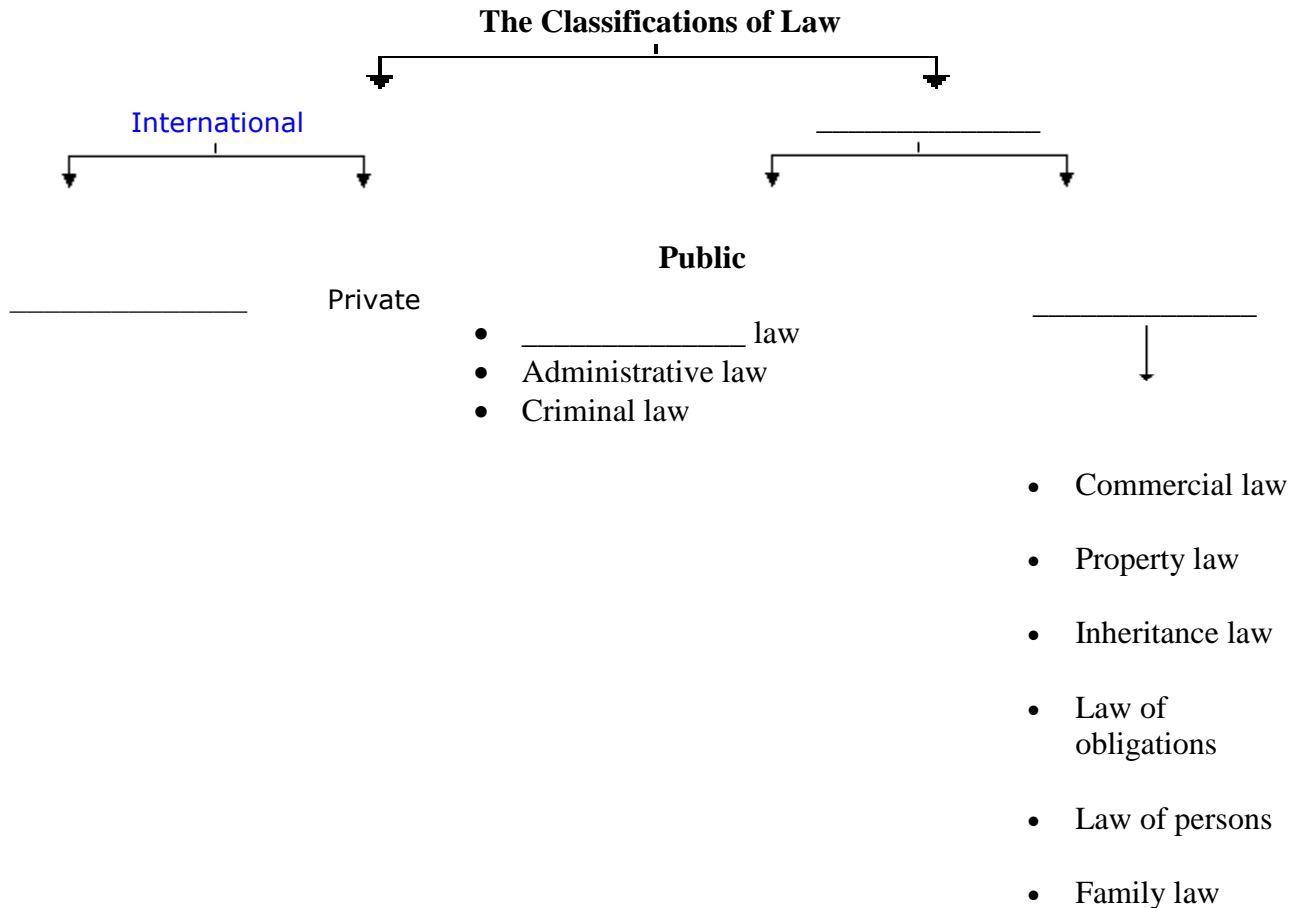 The Classifications of Law
International ______________
Public
_______________ Private
• ______________ law
______________
• Administrative law
• Criminal law
• Commercial law
• Property law
• Inheritance law
• Law of
obligations
• Law of persons
• Family law